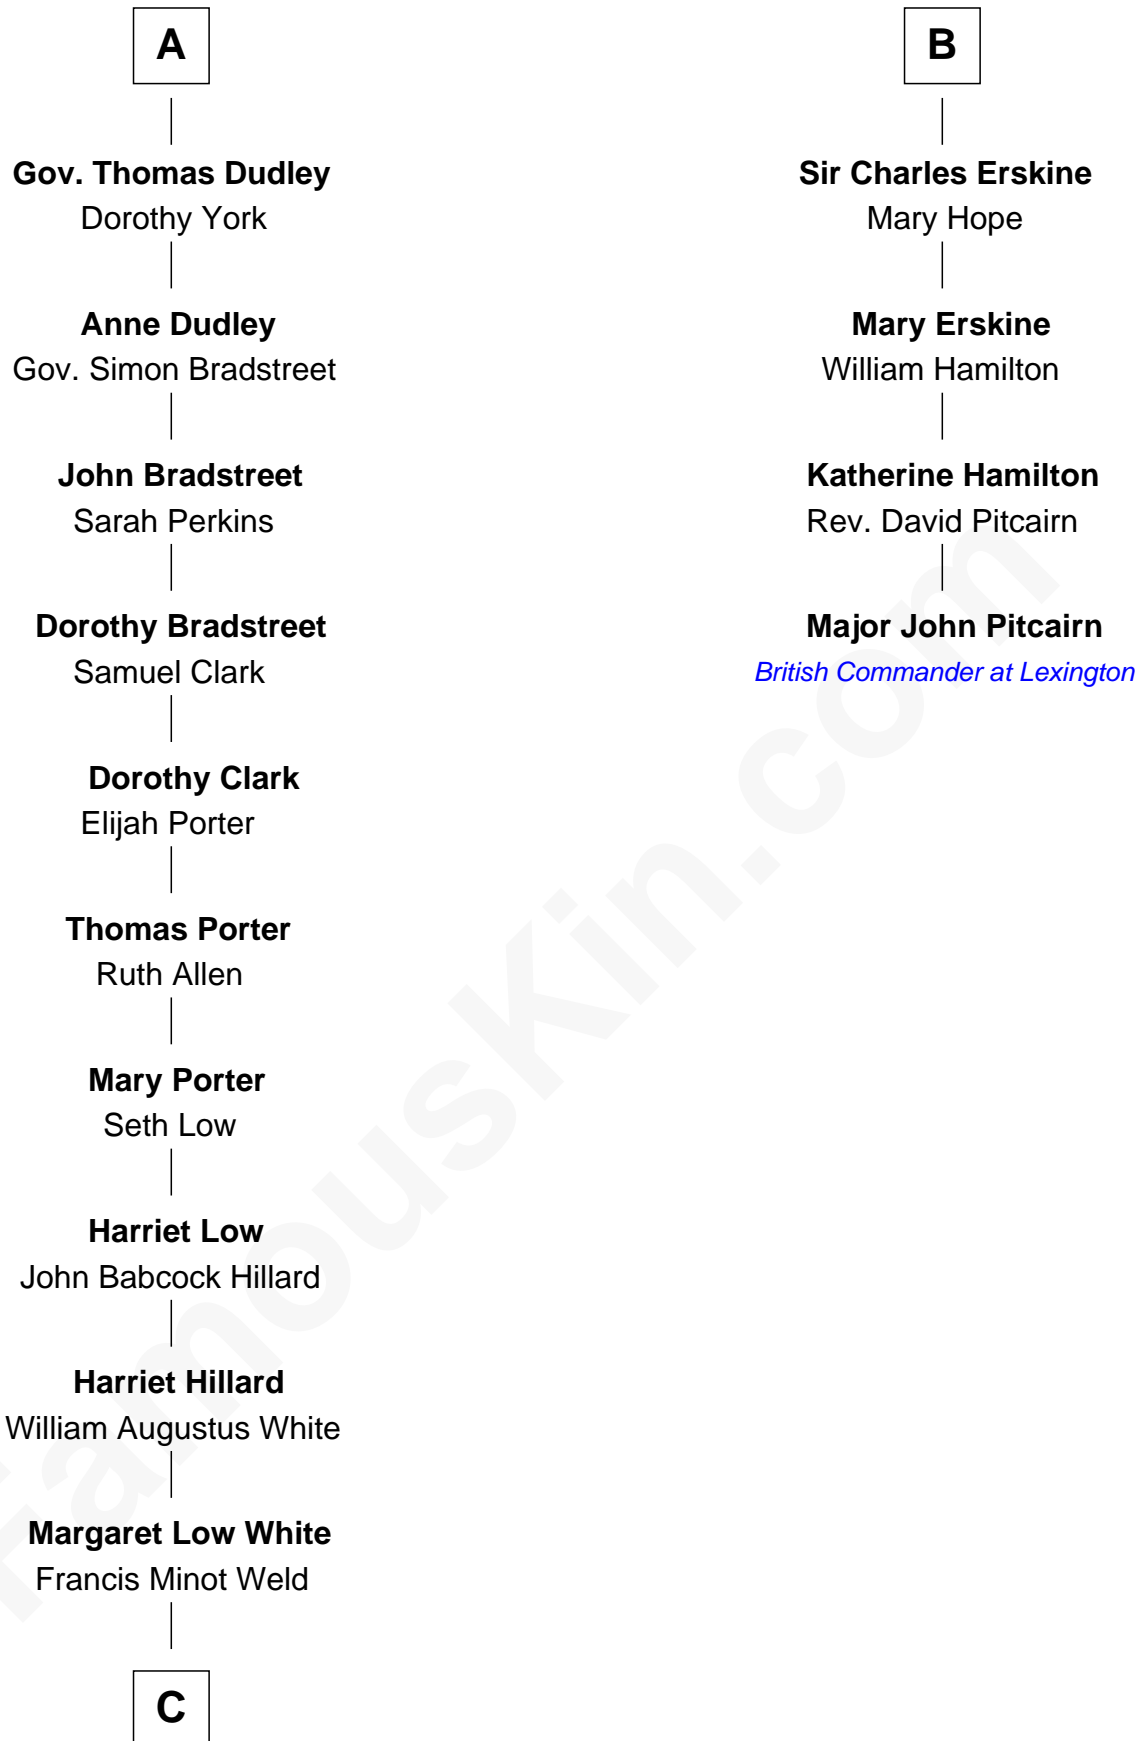 A
Gov. Thomas Dudley
Dorothy York
Anne Dudley
Gov. Simon Bradstreet
John Bradstreet
Sarah Perkins
Dorothy Bradstreet
Samuel Clark
Dorothy Clark
Elijah Porter
Thomas Porter
Ruth Allen
Mary Porter
Seth Low
Harriet Low
John Babcock Hillard
Harriet Hillard
William Augustus White
Margaret Low White
Francis Minot Weld
C
B
Sir Charles Erskine
Mary Hope
Mary Erskine
William Hamilton
Katherine Hamilton
Rev. David Pitcairn
Major John Pitcairn
British Commander at Lexington
FamousKin.com